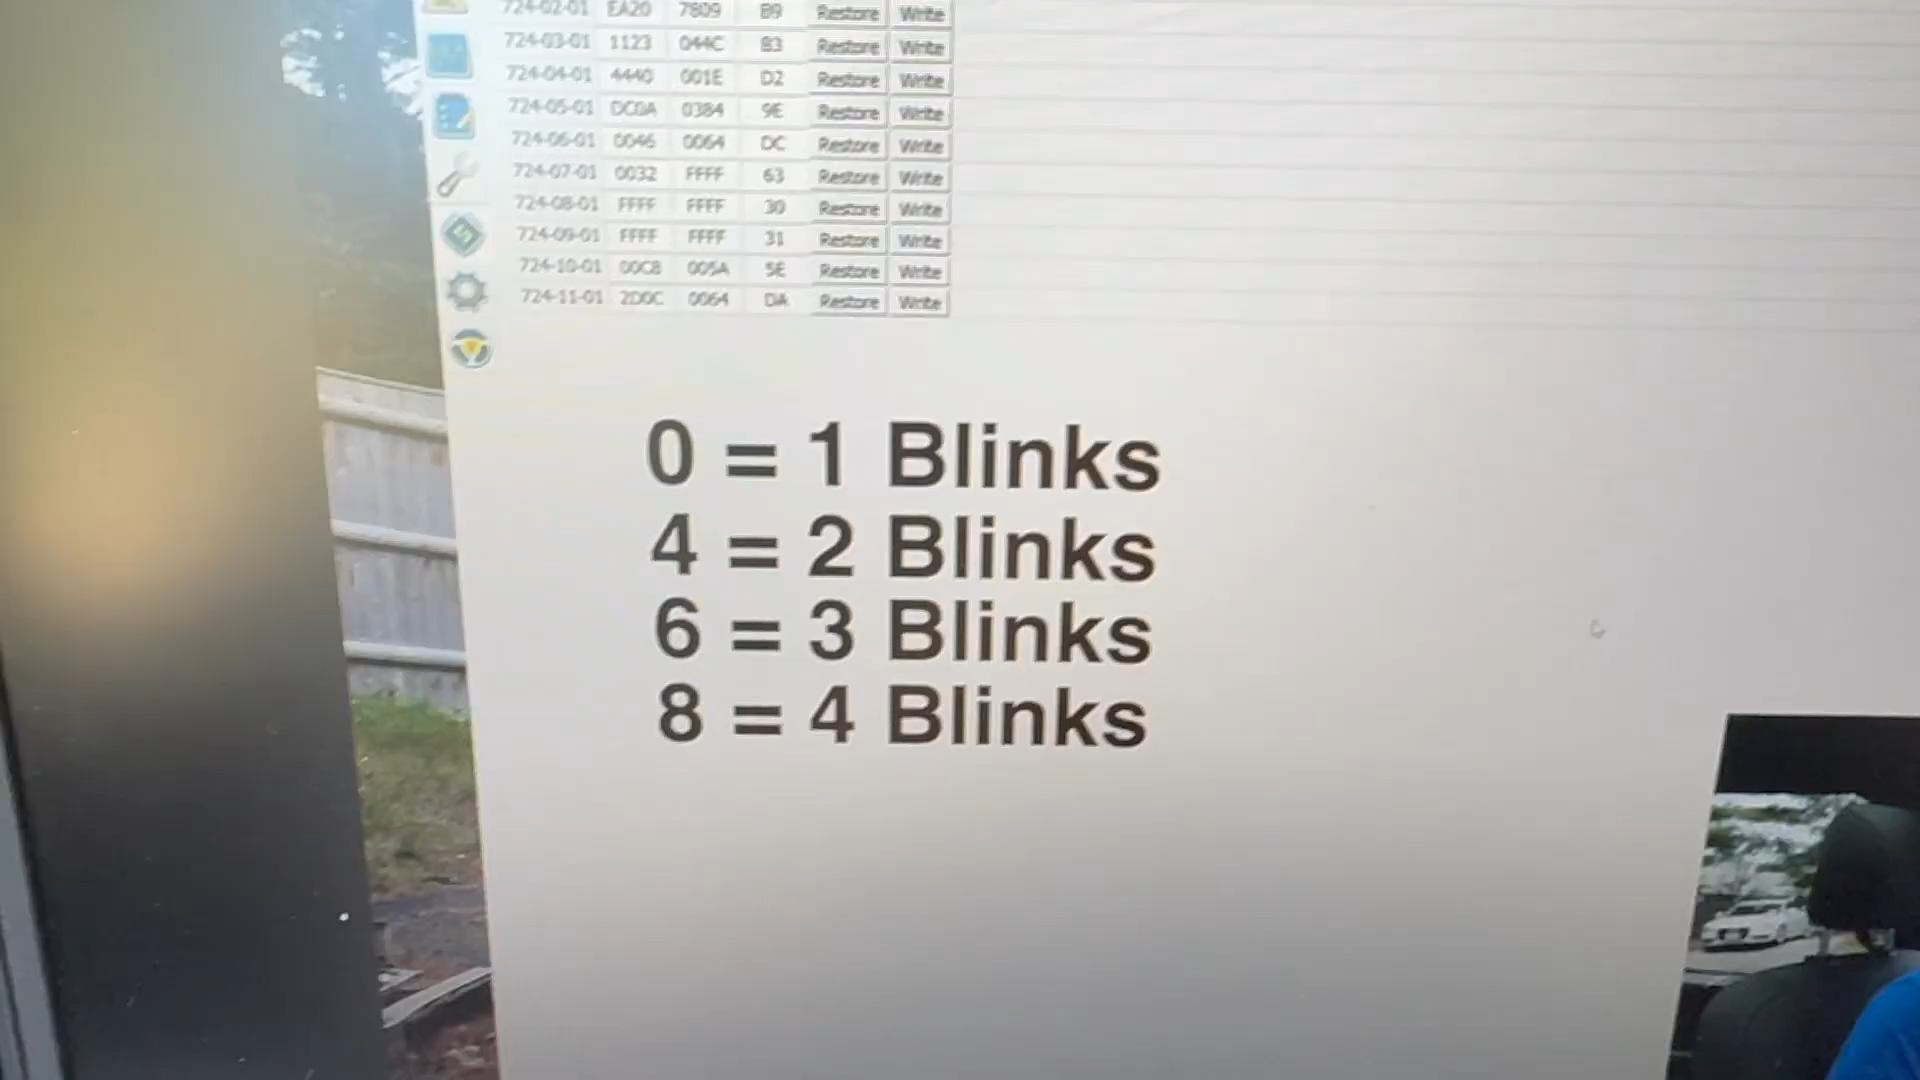 724-02-01 EA20 7809 B9 Restore Write
724-03-01 1123 044C B3 Restore Write
724-04-01 4440 001E D2 Restore Write
724-05-01 DC0A 0384 9E Restore Write
724-06-01 0046 0064 DC Restore Write
724-07-01 0032 FFFF 63 Restore Write
724-08-01 FFFF FFFF 30 Restore Write
724-09-01 FFFF FFFF 31 Restore Write
724-10-01 00C8 005A 5E Restore Write
724-11-01 2D0C 0064 DA Restore Write
0 = 1 Blinks
4 = 2 Blinks
6 = 3 Blinks
8 = 4 Blinks